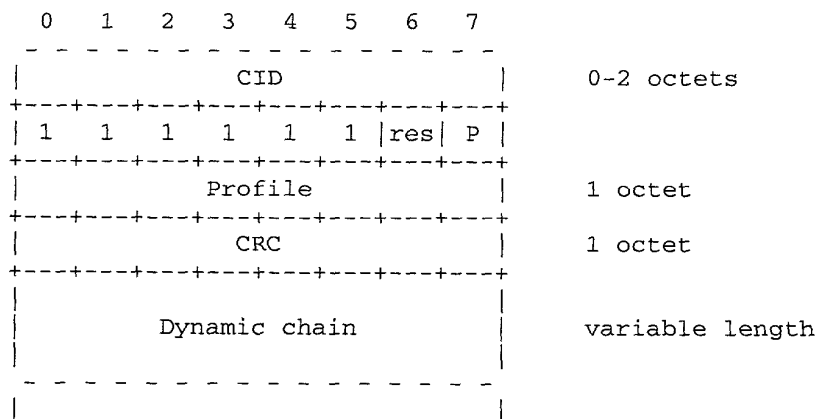 0 1 2 3 4 5 6 7
- - - - - - - - - - - - - - - -
| CID | 0-2 octets
+---+---+---+---+---+---+---+---+
| 1 1 1 1 1 1 |res| P |
+---+---+---+---+---+---+---+---+
| Profile | 1 octet
+---+---+---+---+---+---+---+---+
| CRC | 1 octet
+---+---+---+---+---+---+---+---+
| |
| Dynamic chain | variable length
| |
- - - - - - - - - - - - - - - -
| |